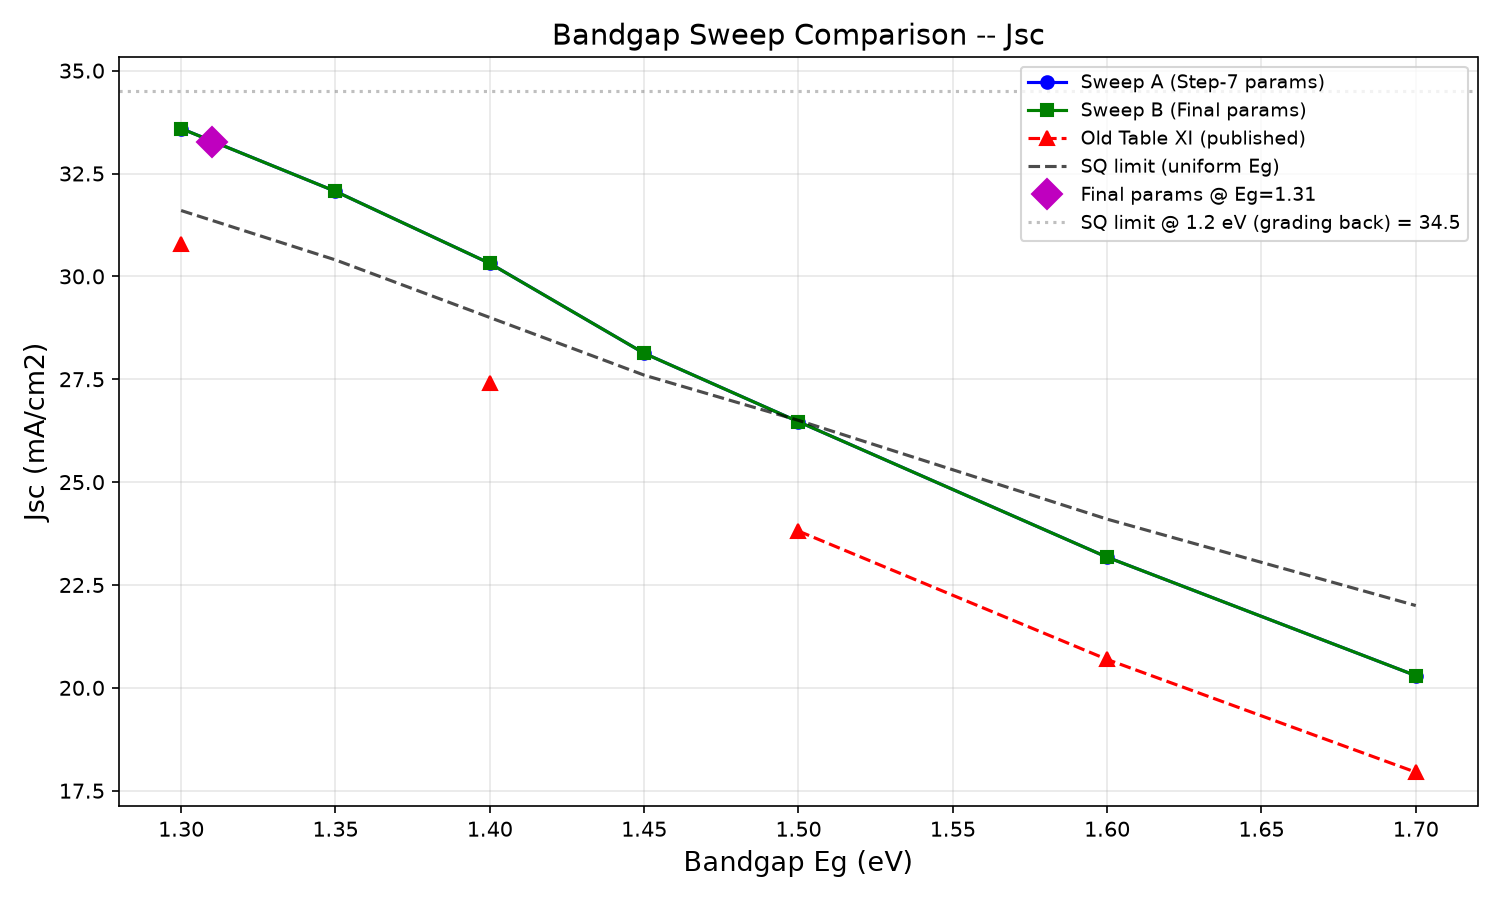 Bandgap Sweep Comparison -- Jsc
Sweep A (Step-7 params)
Sweep B (Final params)
Old Table XI (published)
SQ limit (uniform Eg)
Final params @ Eg=1.31
SQ limit @ 1.2 eV (grading back) = 34.5
Jsc (mA/cm2)
35.0
32.5
30.0
27.5
25.0
22.5
20.0
17.5
1.30 1.35 1.40 1.45 1.50 1.55 1.60 1.65 1.70
Bandgap Eg (eV)